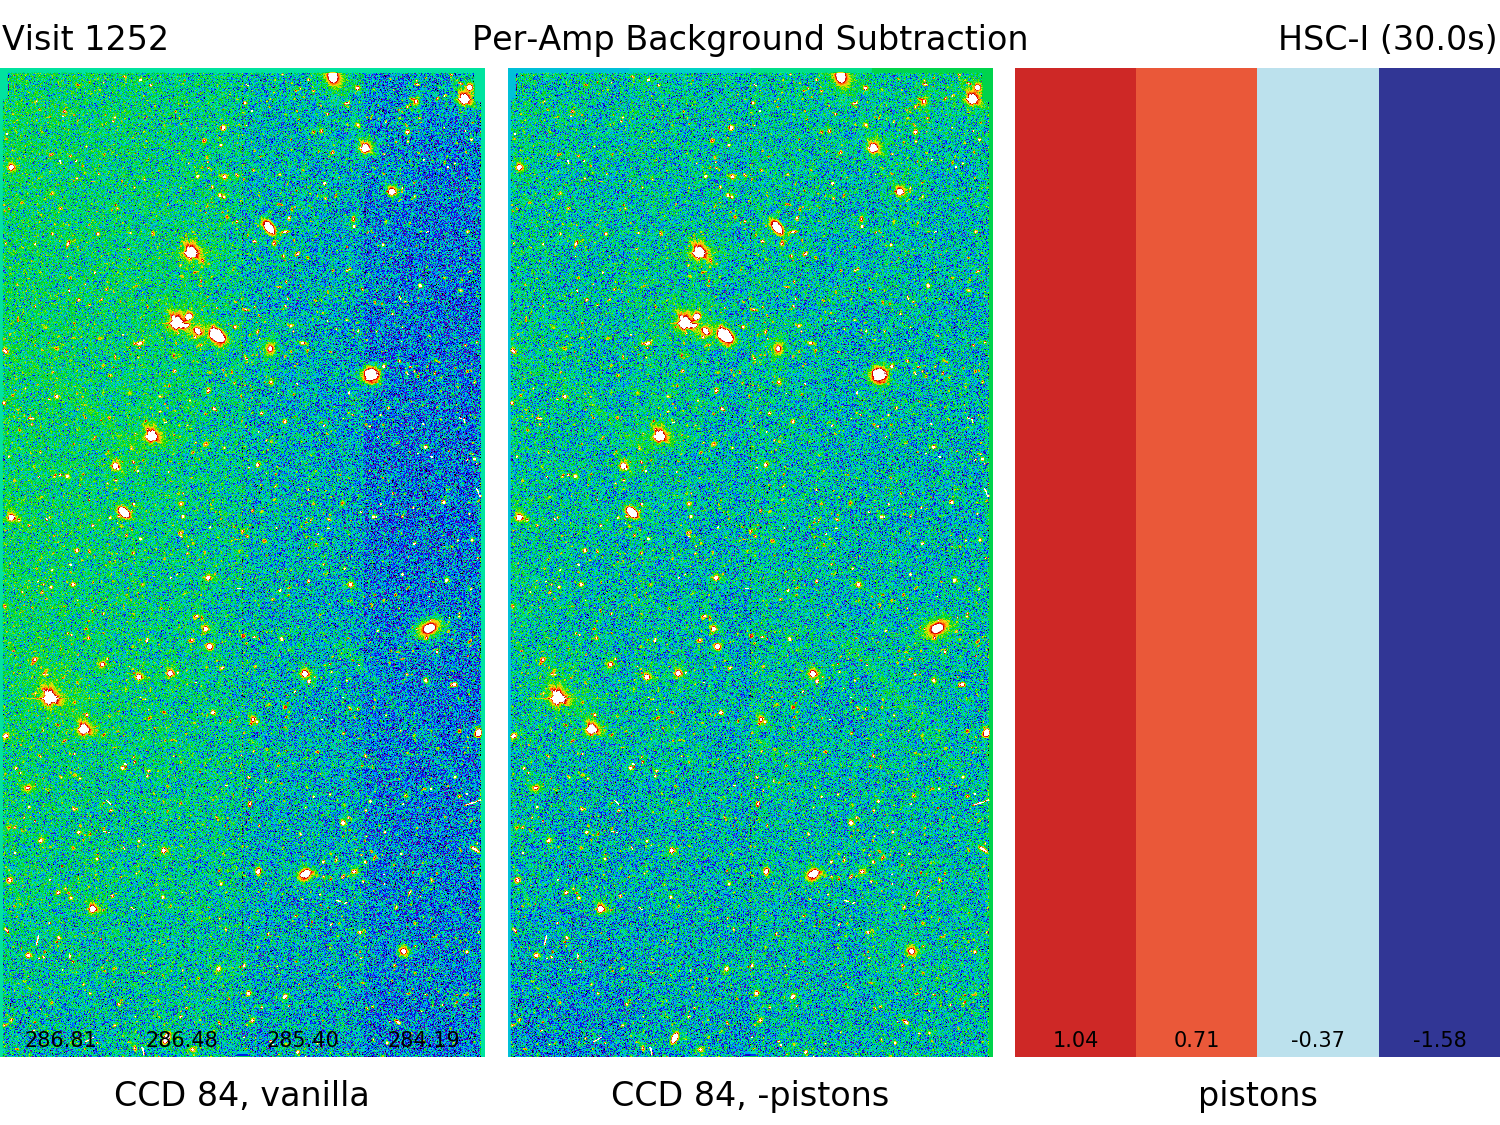 Visit 1252 Per-Amp Background Subtraction HSC-I (30.0s)
286.81 286.48 285.40 284.19 1.04 0.71 -0.37 -1.58
CCD 84, vanilla CCD 84, -pistons pistons